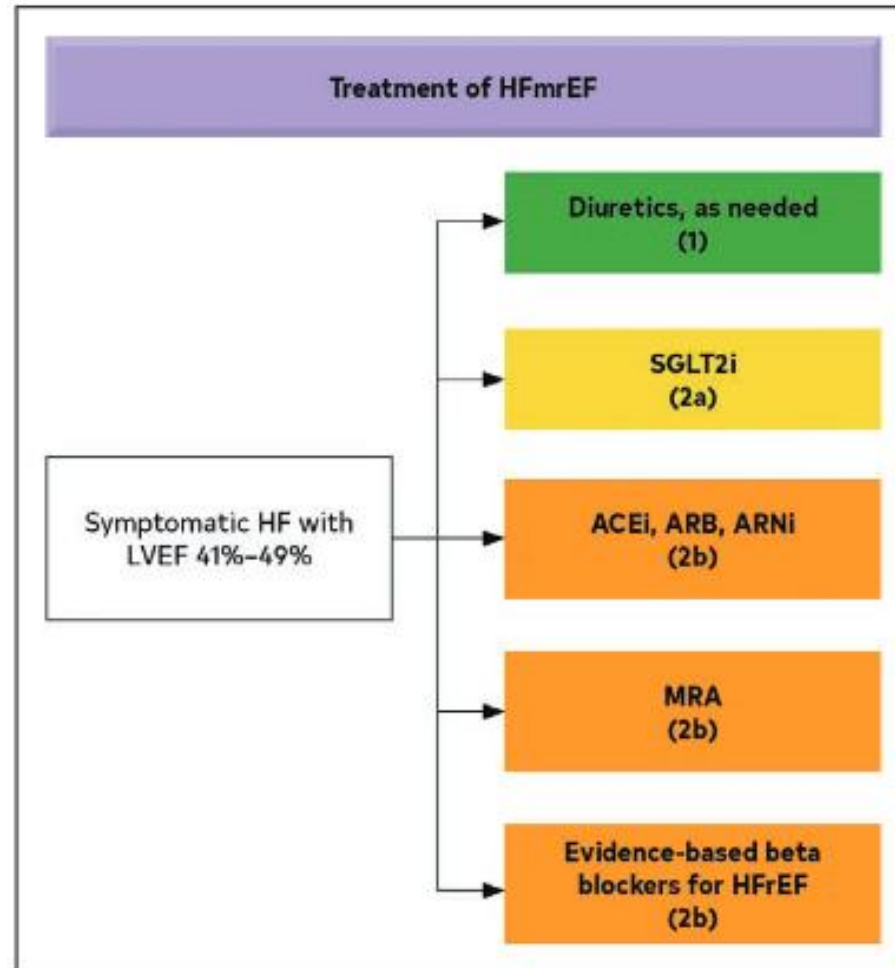 Treatment of HFmrEF
Diuretics, as needed
(1)
SGLT2i
(2a)
Symptomatic HF with
LVEF 41%–49%
ACEi, ARB, ARNi
(2b)
MRA
(2b)
Evidence-based beta
blockers for HFrEF
(2b)